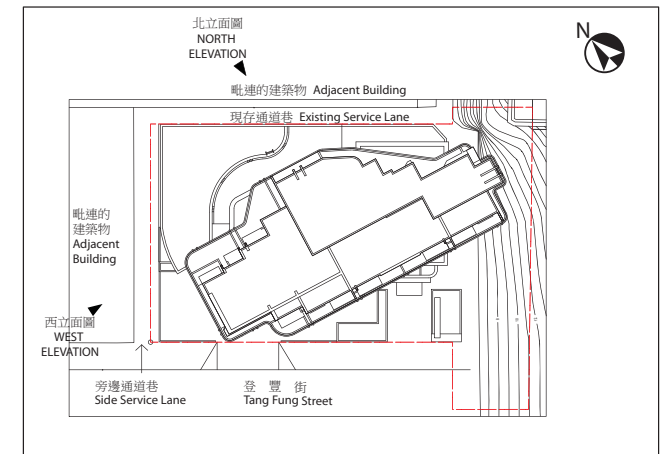 北立面圖
NORTH
ELEVATION
N
毗連的建築物 Adjacent Building
現存通道巷 Existing Service Lane
毗連的
建築物
Adjacent
Building
西立面圖
WEST
ELEVATION
旁邊通道巷
Side Service Lane
登 豐 街
Tang Fung Street